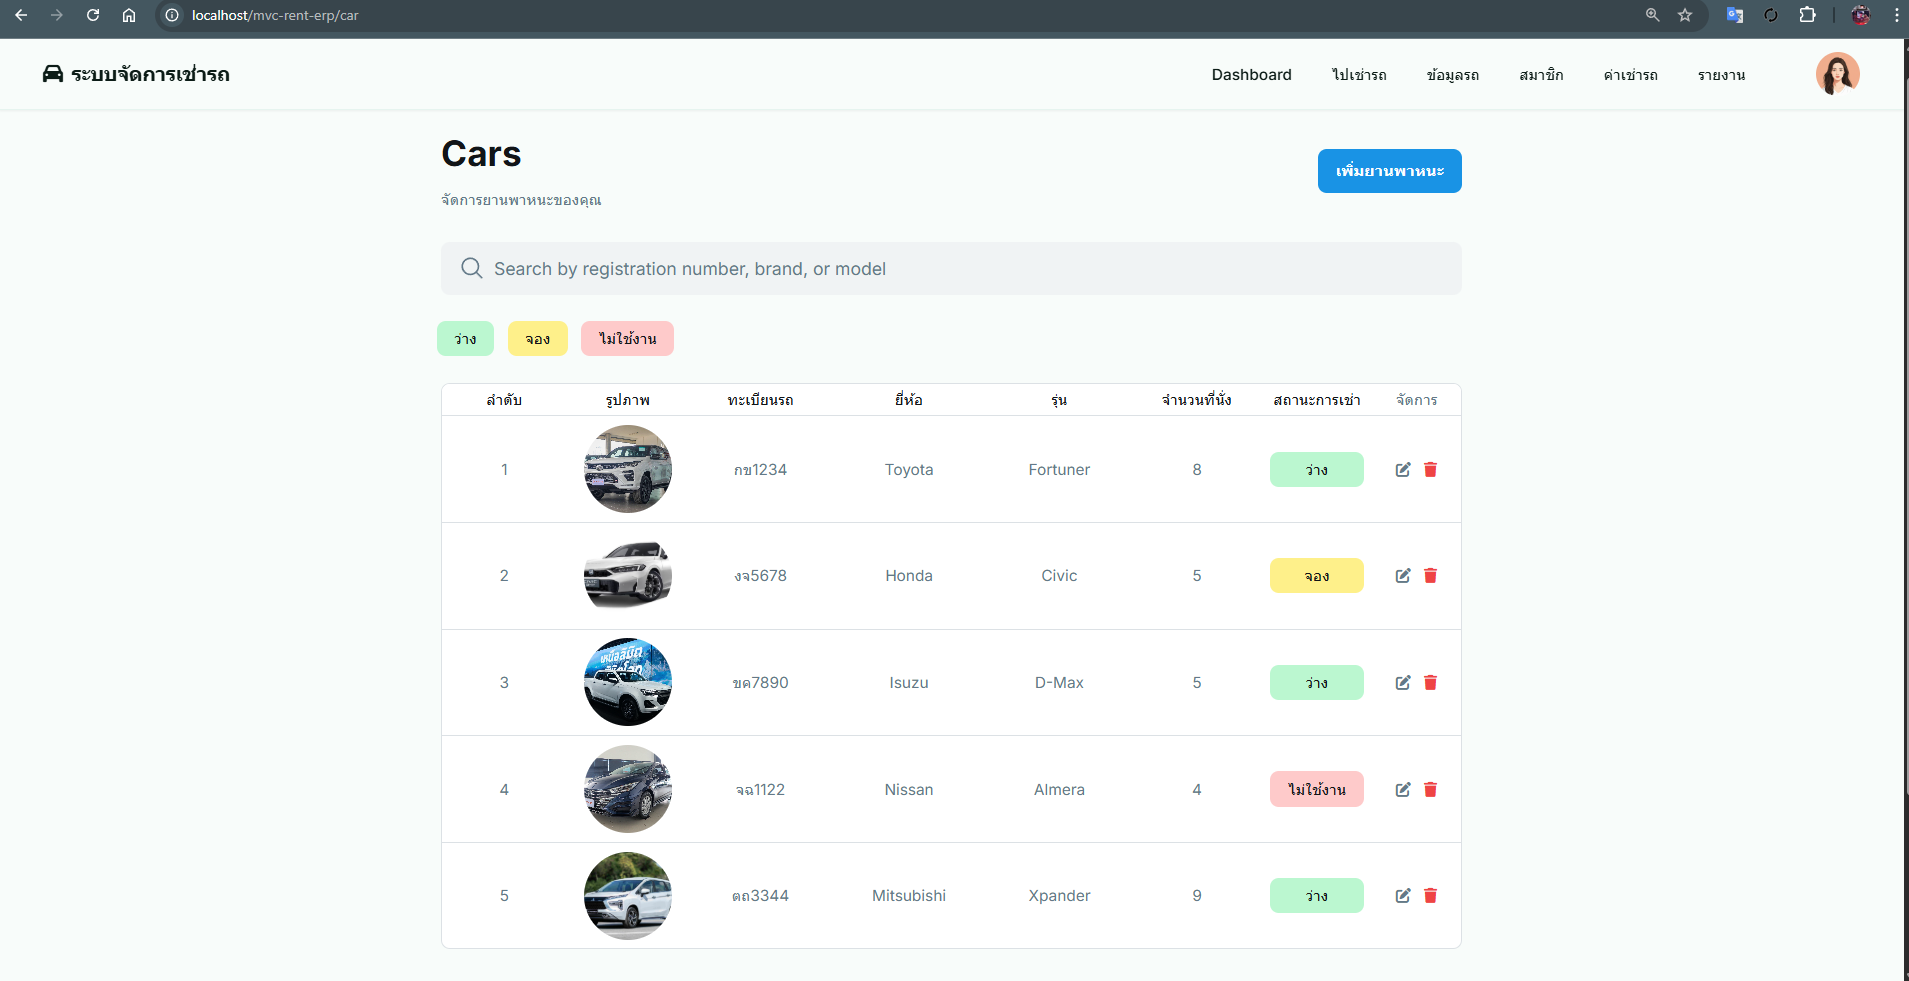 localhost/mvc-rent-erp/car
ระบบจัดการเช่ารถ
Dashboard ไปเช่ารถ ข้อมูลรถ สมาชิก ค่าเช่ารถ รายงาน
Cars
เพิ่มยานพาหนะ
จัดการยานพาหนะของคุณ
Search by registration number, brand, or model
ว่าง จอง ไม่ใช้งาน
ลำดับ รูปภาพ ทะเบียนรถ ยี่ห้อ รุ่น จำนวนที่นั่ง สถานะการเช่า จัดการ
1 กข1234 Toyota Fortuner 8 ว่าง
2 งจ5678 Honda Civic 5 จอง
3 ขค7890 Isuzu D-Max 5 ว่าง
4 จฉ1122 Nissan Almera 4 ไม่ใช้งาน
5 ตถ3344 Mitsubishi Xpander 9 ว่าง